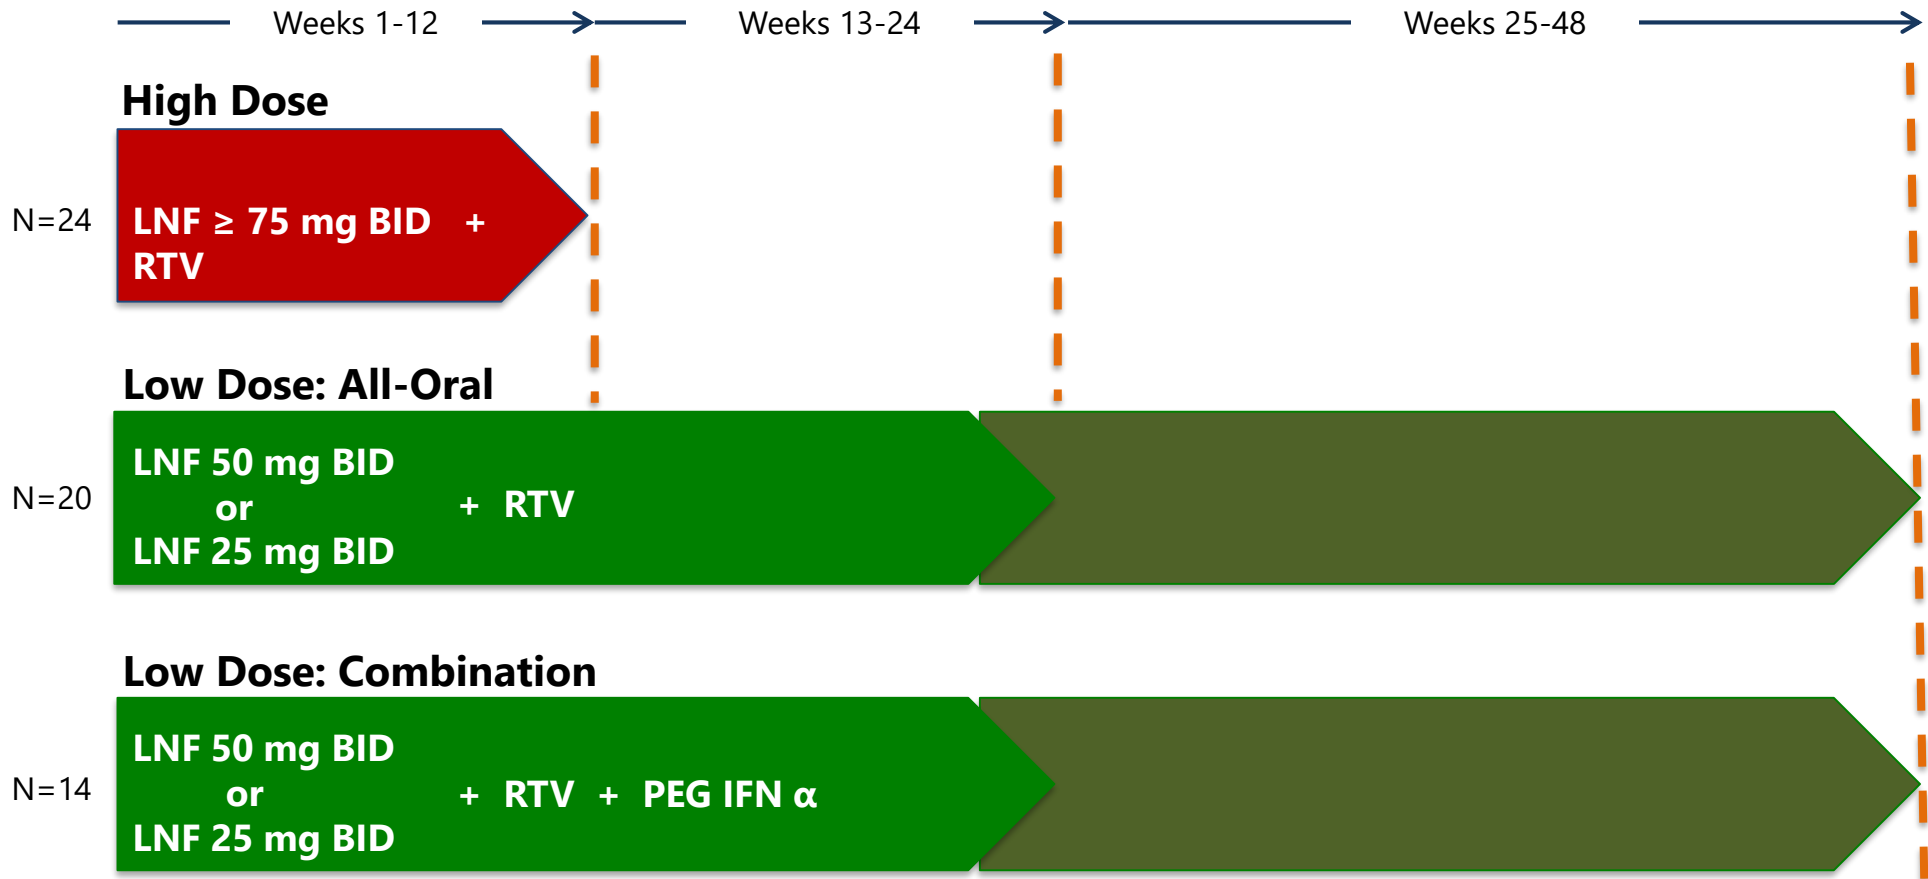 Weeks 1-12 Weeks 13-24 Weeks 25-48
High Dose
N=24
LNF ≥ 75 mg BID +
RTV
Low Dose: All-Oral
N=20
LNF 50 mg BID
or + RTV
LNF 25 mg BID
Low Dose: Combination
N=14
LNF 50 mg BID
or + RTV + PEG IFN α
LNF 25 mg BID